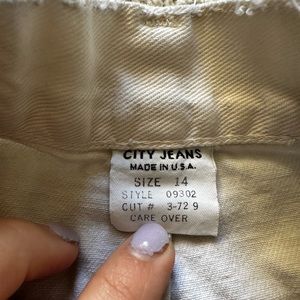 CITY JEANS
MADE IN U.S.A.
SIZE 14
STYLE 09302
CUT # 3-72 9
CARE OVER